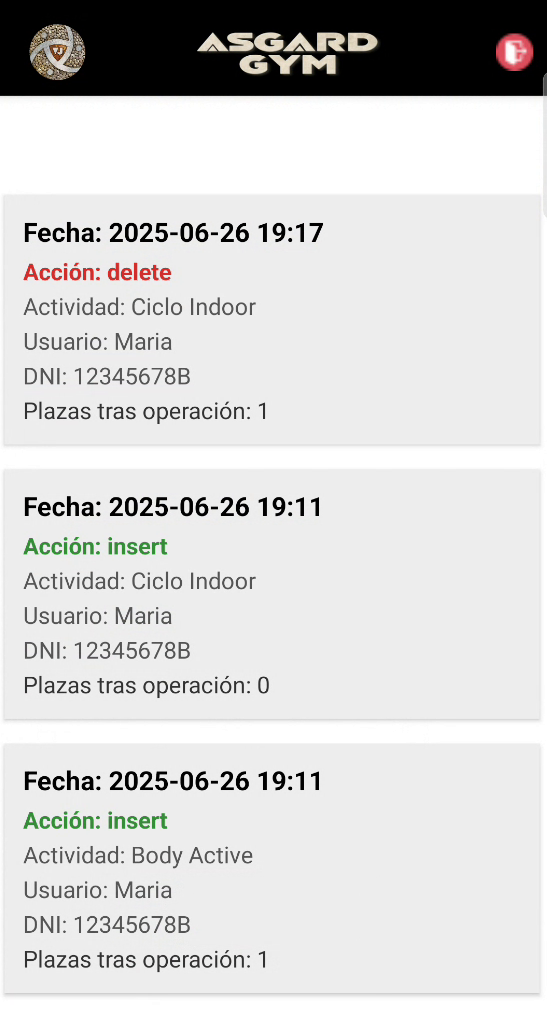 ASGARD
GYM
Fecha: 2025-06-26 19:17
Acción: delete
Actividad: Ciclo Indoor
Usuario: Maria
DNI: 12345678B
Plazas tras operación: 1
Fecha: 2025-06-26 19:11
Acción: insert
Actividad: Ciclo Indoor
Usuario: Maria
DNI: 12345678B
Plazas tras operación: 0
Fecha: 2025-06-26 19:11
Acción: insert
Actividad: Body Active
Usuario: Maria
DNI: 12345678B
Plazas tras operación: 1